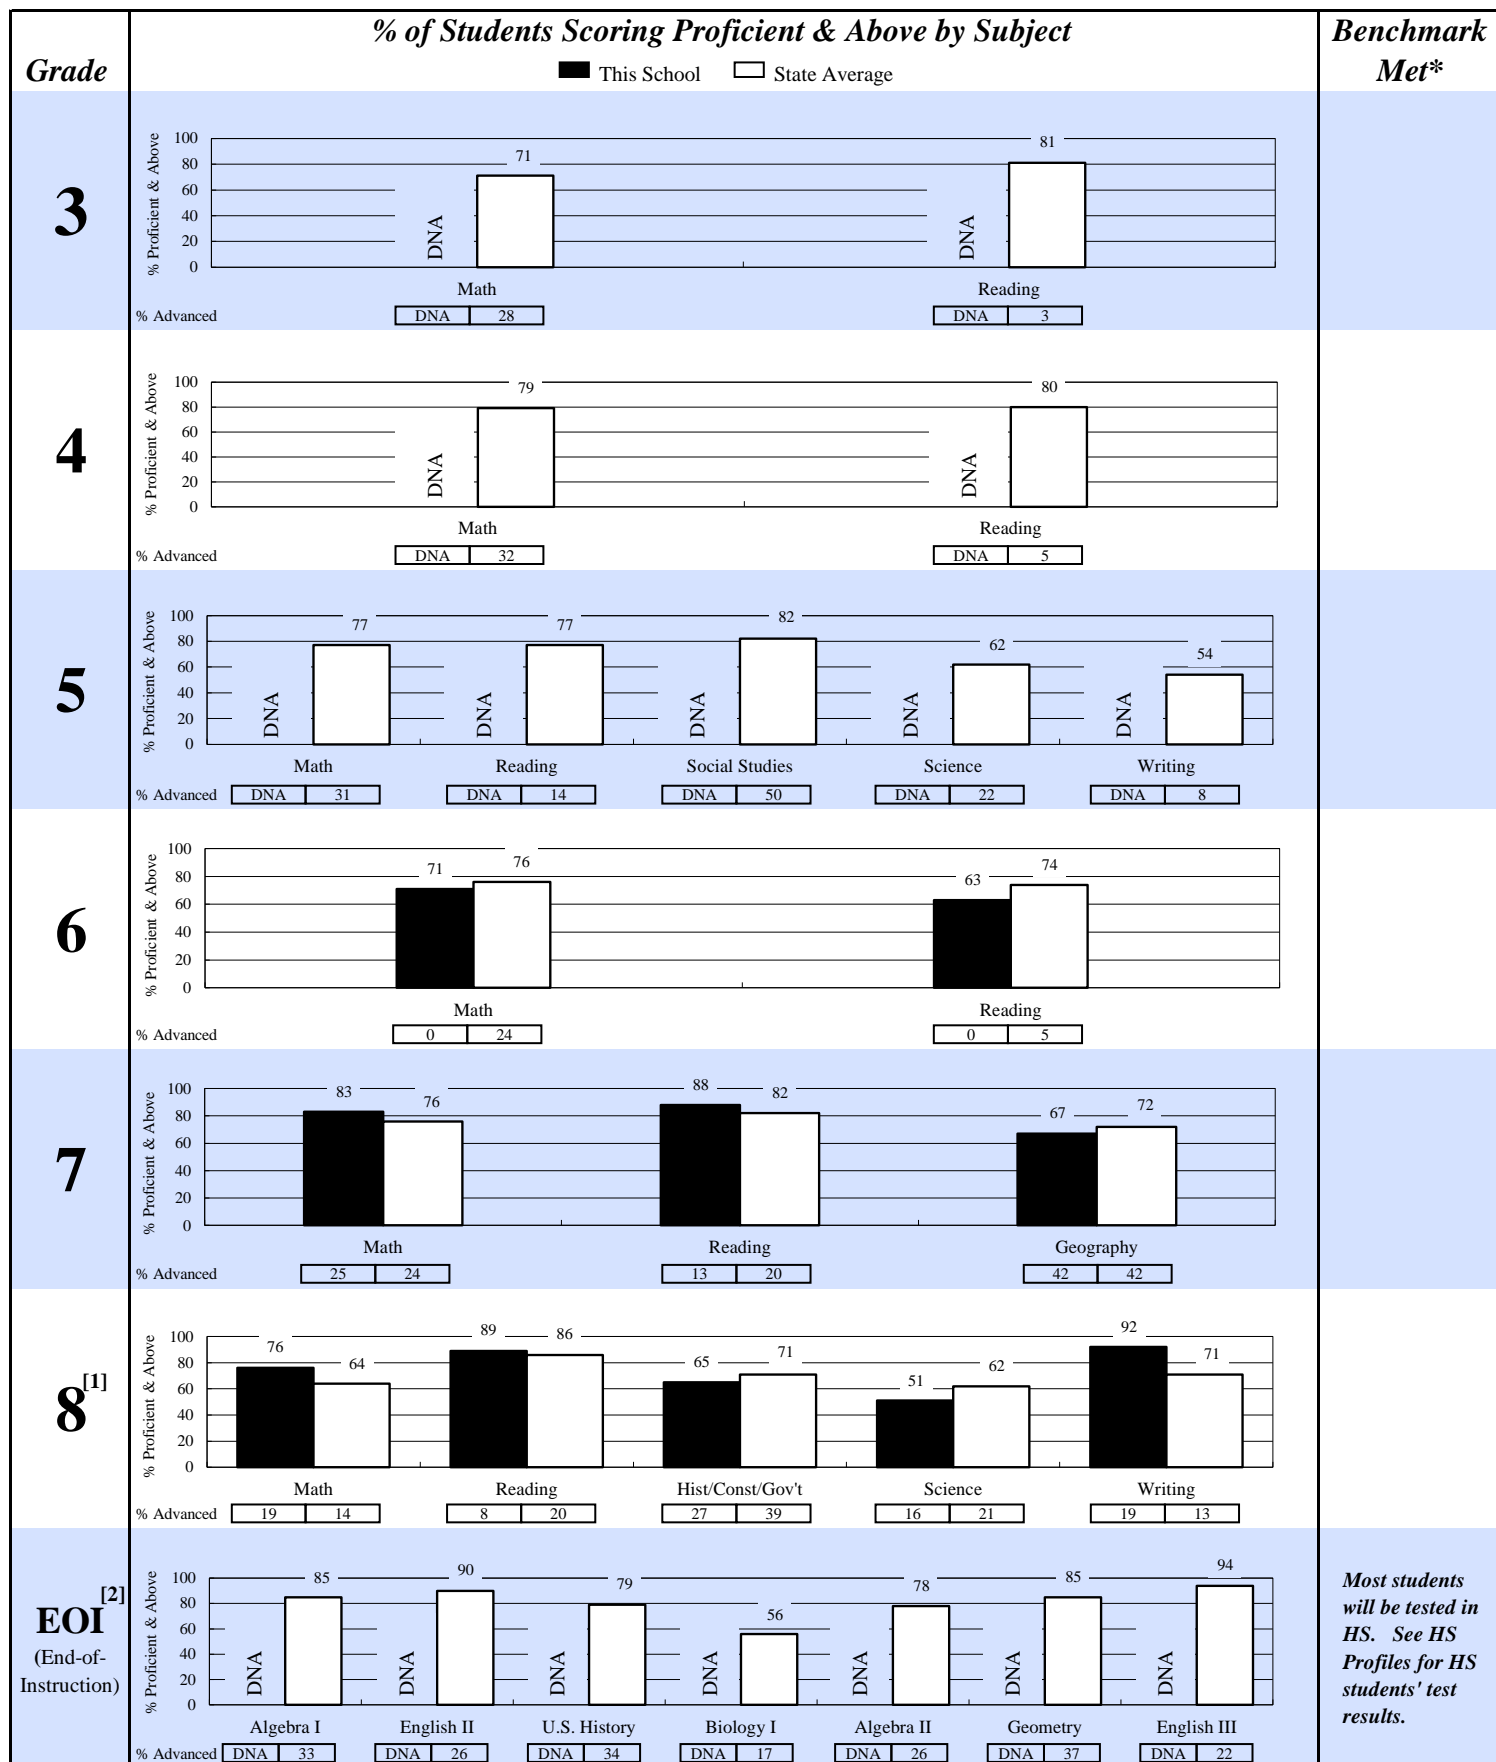 % of Students Scoring Proficient & Above by Subject
Benchmark
Met*
Grade
This School State Average
3
% Proficient & Above
100
80
60
40
20
0
DNA 71
DNA 81
Math Reading
% Advanced DNA 28 DNA 3
4
% Proficient & Above
100
80
60
40
20
0
DNA 79
DNA 80
Math Reading
% Advanced DNA 32 DNA 5
5
% Proficient & Above
100
80
60
40
20
0
DNA 77
DNA 77
DNA 82
DNA 62
DNA 54
Math Reading Social Studies Science Writing
% Advanced DNA 31 DNA 14 DNA 50 DNA 22 DNA 8
6
% Proficient & Above
100
80
60
40
20
0
71 76
63 74
Math Reading
% Advanced 0 24 0 5
7
% Proficient & Above
100
80
60
40
20
0
83 76
88 82
67 72
Math Reading Geography
% Advanced 25 24 13 20 42 42
8[1]
% Proficient & Above
100
80
60
40
20
0
76 64
89 86
65 71
51 62
92 71
Math Reading Hist/Const/Gov't Science Writing
% Advanced 19 14 8 20 27 39 16 21 19 13
EOI[2]
(End-of-
Instruction)
% Proficient & Above
100
80
60
40
20
0
DNA 85
DNA 90
DNA 79
DNA 56
DNA 78
DNA 85
DNA 94
Algebra I English II U.S. History Biology I Algebra II Geometry English III
% Advanced DNA 33 DNA 26 DNA 34 DNA 17 DNA 26 DNA 37 DNA 22
Most students
will be tested in
HS. See HS
Profiles for HS
students' test
results.